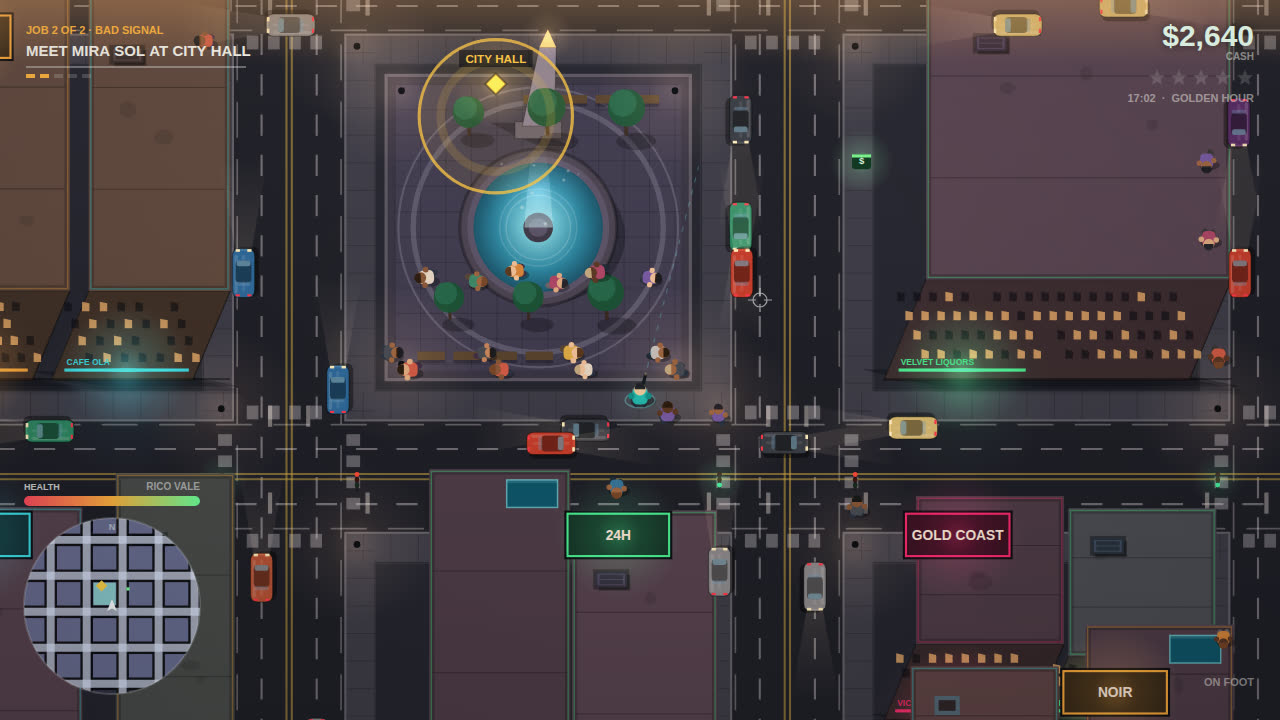 JOB 2 OF 2 · BAD SIGNAL
MEET MIRA SOL AT CITY HALL
$2,640
CASH
17:02 · GOLDEN HOUR
CITY HALL
$
CAFE OLA
VELVET LIQUORS
HEALTH
RICO VALE
N
24H
GOLD COAST
NOIR
ON FOOT